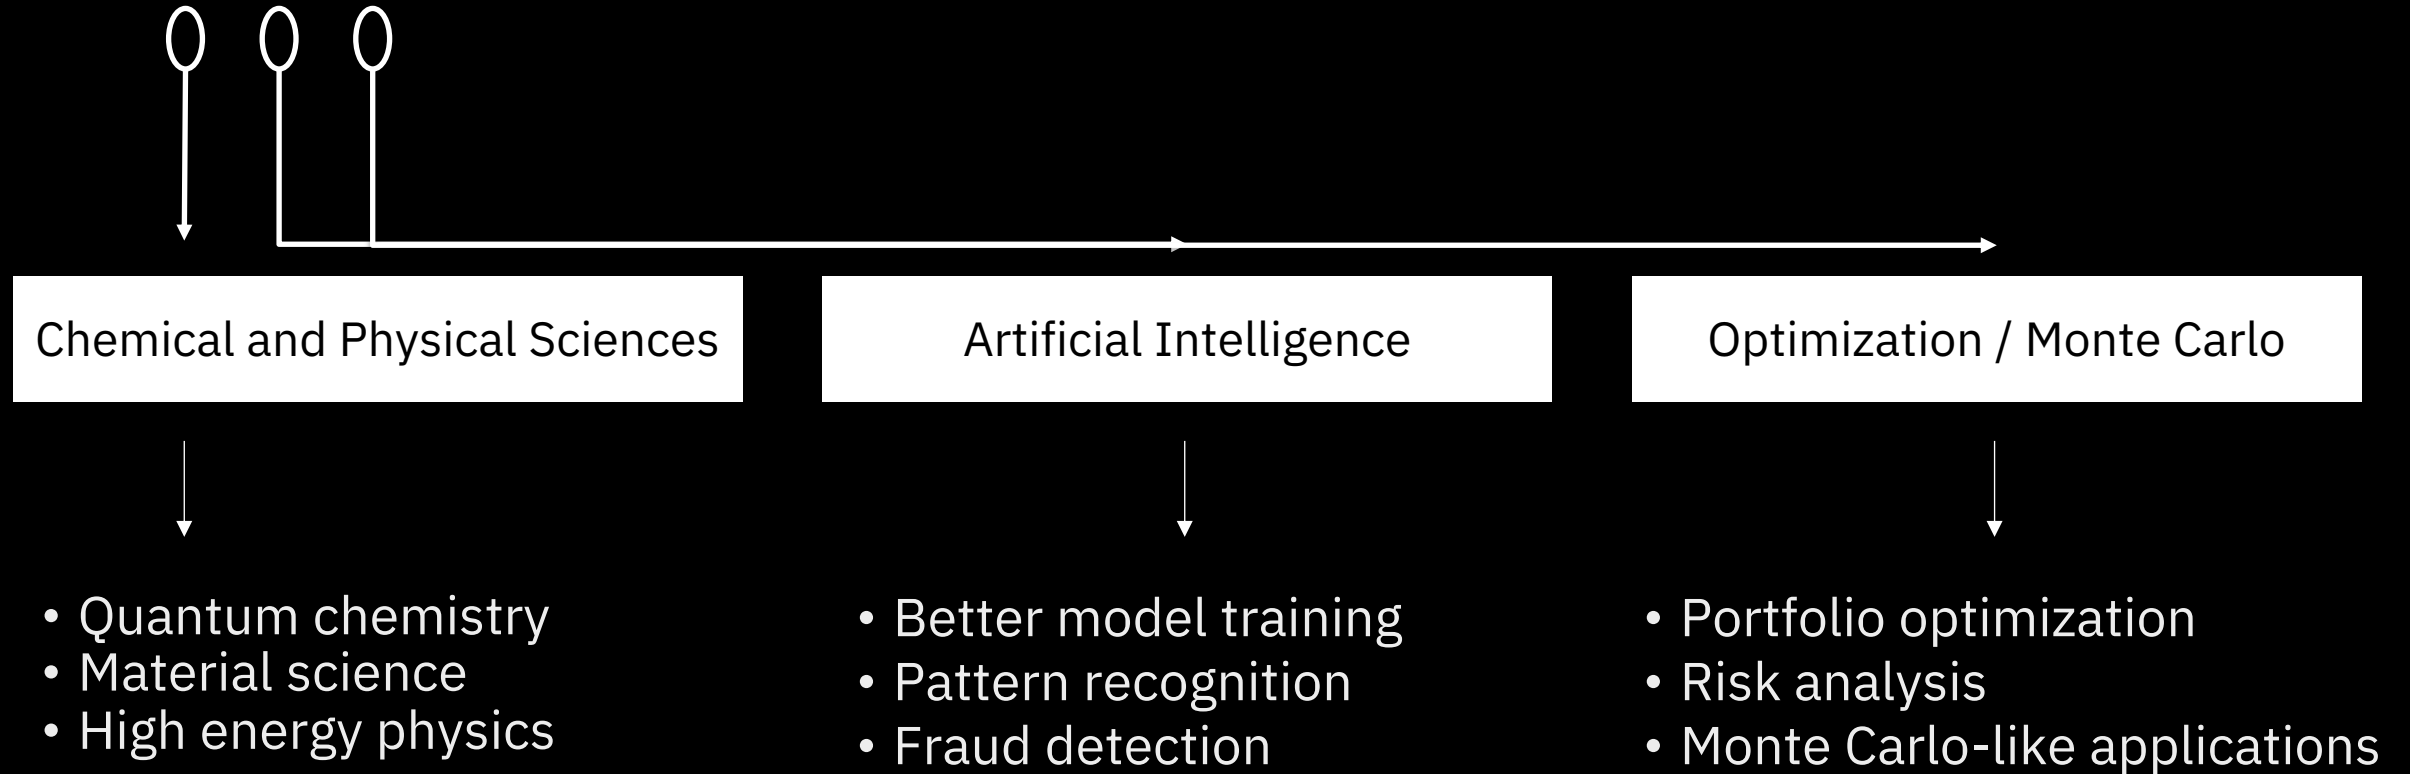 Chemical and Physical Sciences
Artificial Intelligence
Optimization / Monte Carlo
• Quantum chemistry
• Material science
• High energy physics
• Better model training
• Pattern recognition
• Fraud detection
• Portfolio optimization
• Risk analysis
• Monte Carlo-like applications